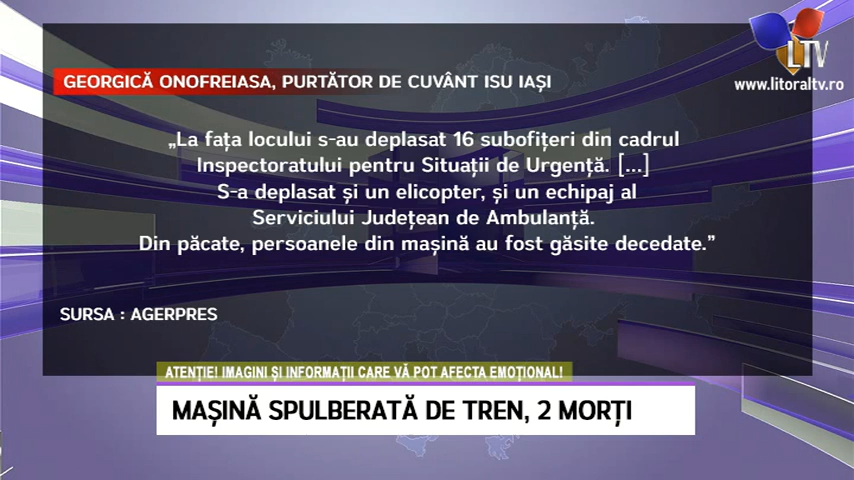 LTV
www.litoraltv.ro
GEORGICĂ ONOFREIASA, PURTĂTOR DE CUVÂNT ISU IAȘI
„La fața locului s-au deplasat 16 subofițeri din cadrul
Inspectoratului pentru Situații de Urgență. [...]
S-a deplasat și un elicopter, și un echipaj al
Serviciului Județean de Ambulanță.
Din păcate, persoanele din mașină au fost găsite decedate.”
SURSA : AGERPRES
ATENȚIE! IMAGINI ȘI INFORMAȚII CARE VĂ POT AFECTA EMOȚIONAL!
MAȘINĂ SPULBERATĂ DE TREN, 2 MORȚI